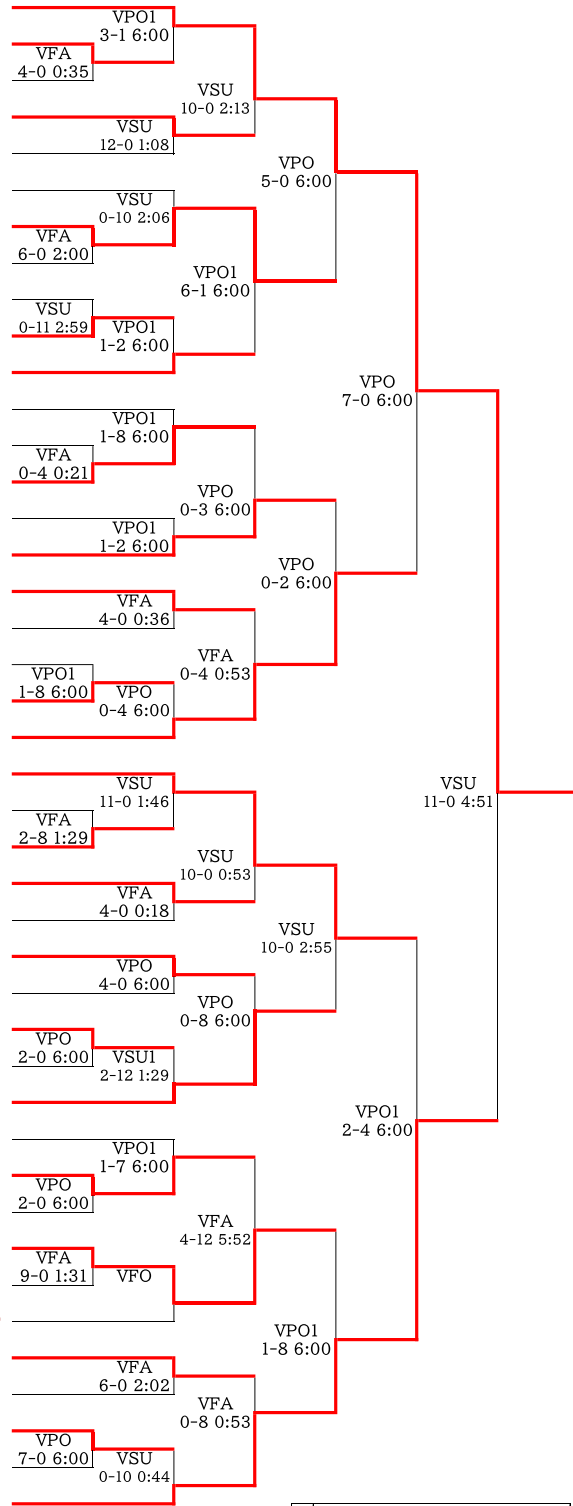 VPO1
3-1 6:00
VFA
4-0 0:35
VSU
10-0 2:13
VSU
12-0 1:08
VPO
5-0 6:00
VSU
0-10 2:06
VFA
6-0 2:00
VPO1
6-1 6:00
VSU
0-11 2:59
VPO1
1-2 6:00
VPO
7-0 6:00
VPO1
1-8 6:00
VFA
0-4 0:21
VPO
0-3 6:00
VPO1
1-2 6:00
VPO
0-2 6:00
VFA
4-0 0:36
VFA
0-4 0:53
VPO1
1-8 6:00
VPO
0-4 6:00
VSU
11-0 4:51
VSU
11-0 1:46
VFA
2-8 1:29
VSU
10-0 0:53
VFA
4-0 0:18
VSU
10-0 2:55
VPO
4-0 6:00
VPO
0-8 6:00
VPO
2-0 6:00
VSU1
2-12 1:29
VPO1
2-4 6:00
VPO1
1-7 6:00
VPO
2-0 6:00
VFA
4-12 5:52
VFA
9-0 1:31
VFO
VPO1
1-8 6:00
VFA
6-0 2:02
VFA
0-8 0:53
VPO
7-0 6:00
VSU
0-10 0:44